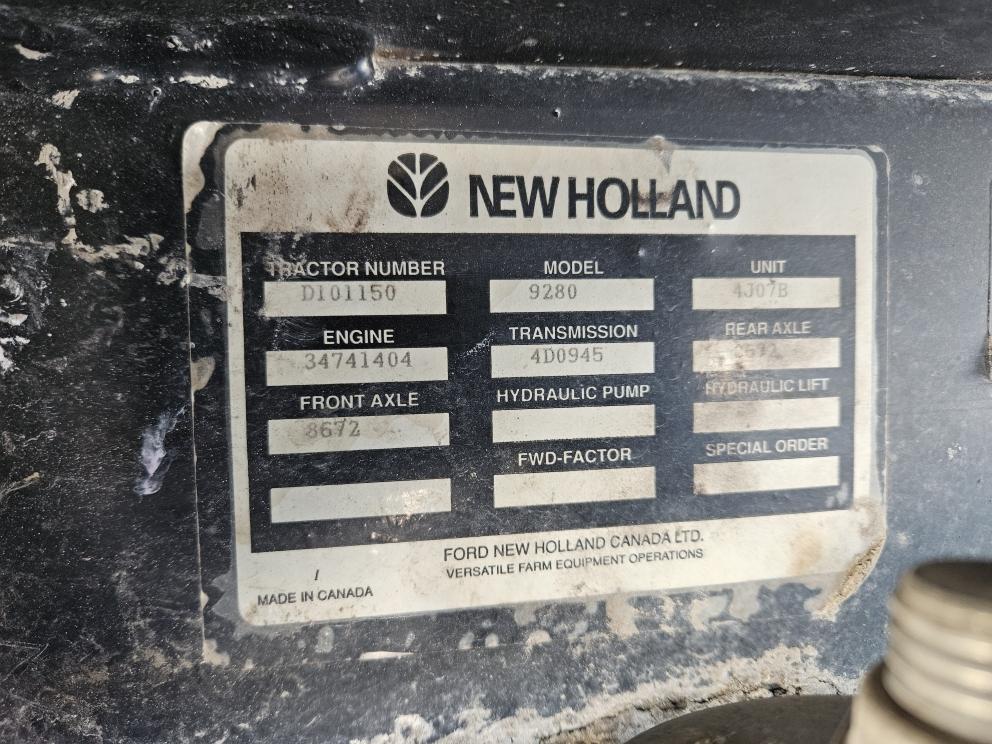 NEW HOLLAND
TRACTOR NUMBER MODEL UNIT
D101150 9280 4J07B
ENGINE TRANSMISSION REAR AXLE
34741404 4D0945
FRONT AXLE HYDRAULIC PUMP HYDRAULIC LIFT
8672
FWD-FACTOR SPECIAL ORDER
FORD NEW HOLLAND CANADA LTD.
VERSATILE FARM EQUIPMENT OPERATIONS
MADE IN CANADA